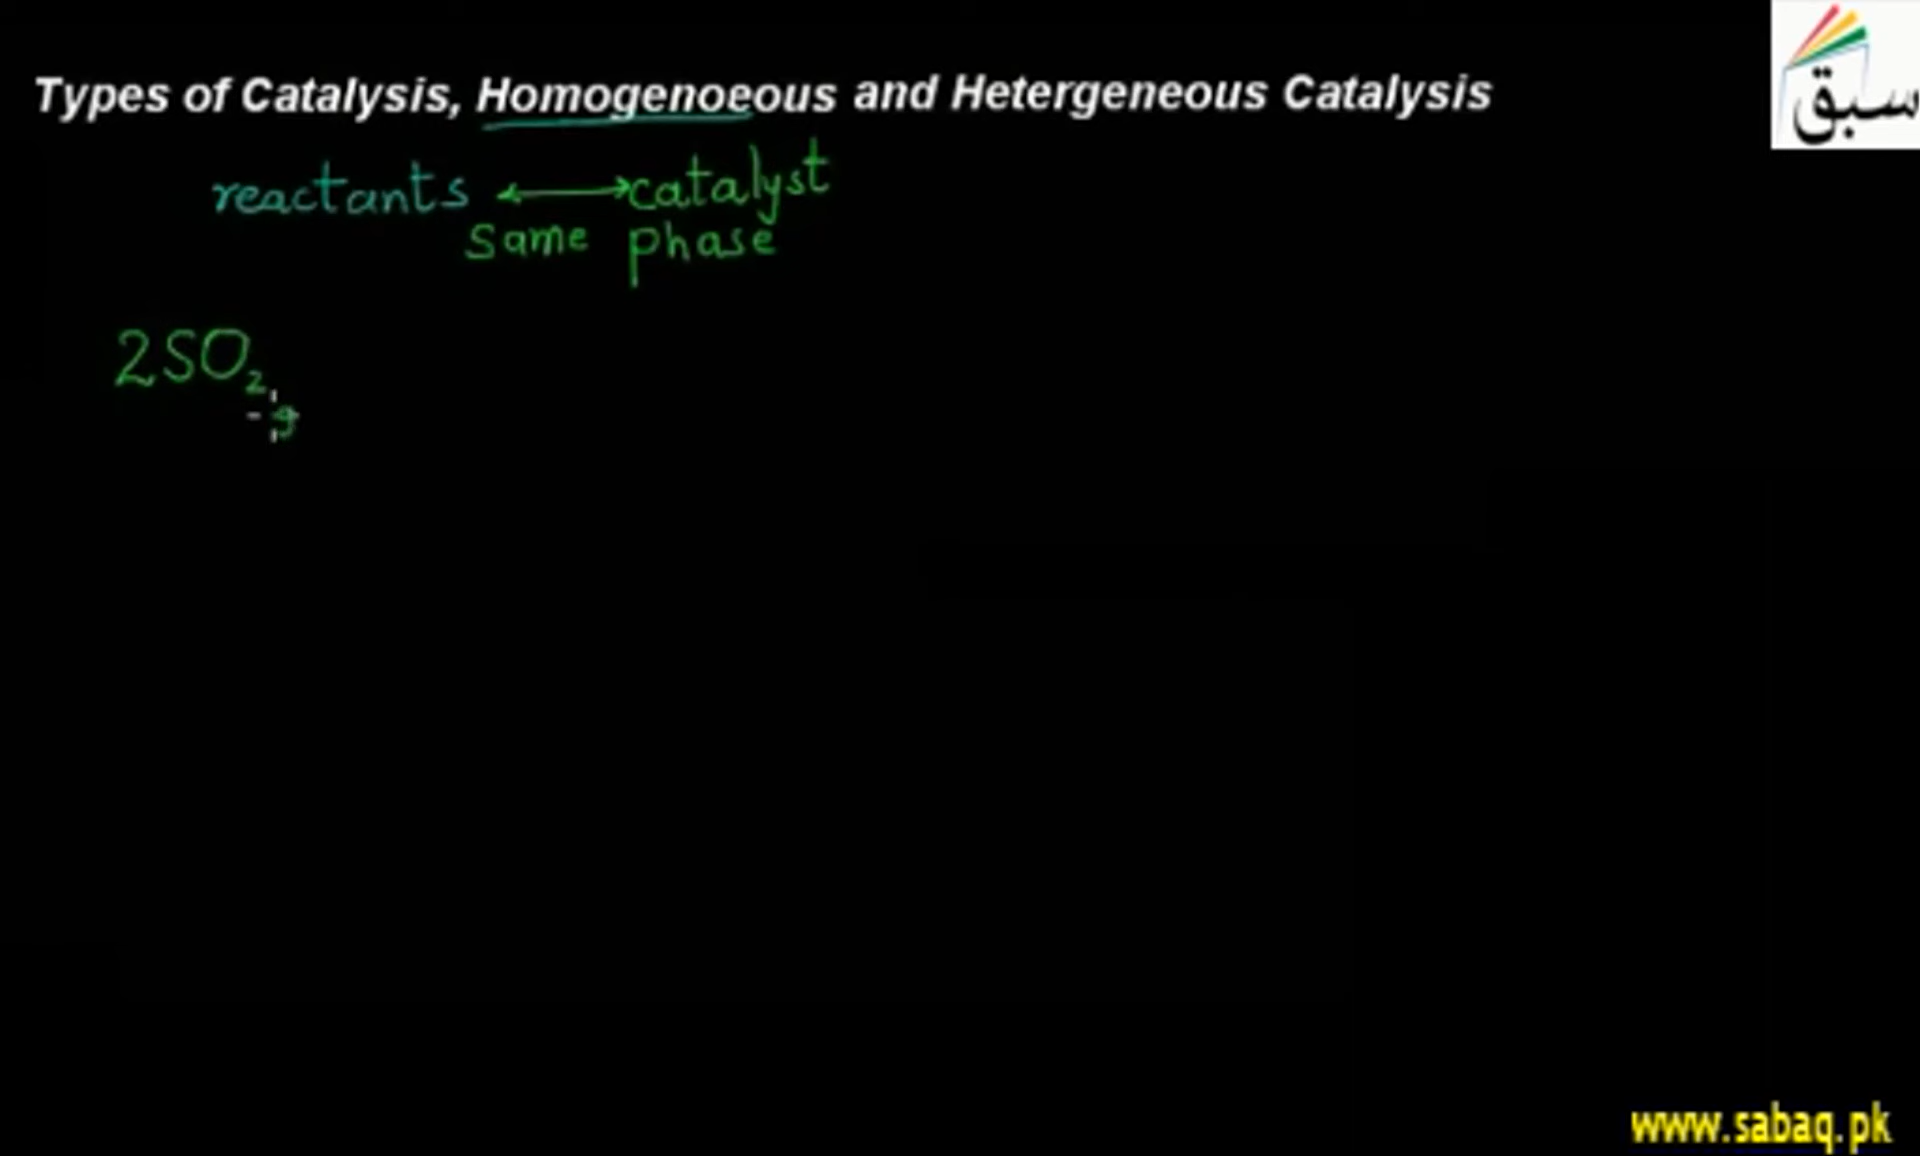 Types of Catalysis, Homogenoeous and Hetergeneous Catalysis
سبق
reactants ⟷ catalyst
same phase
2SO₂
g
www.sabaq.pk